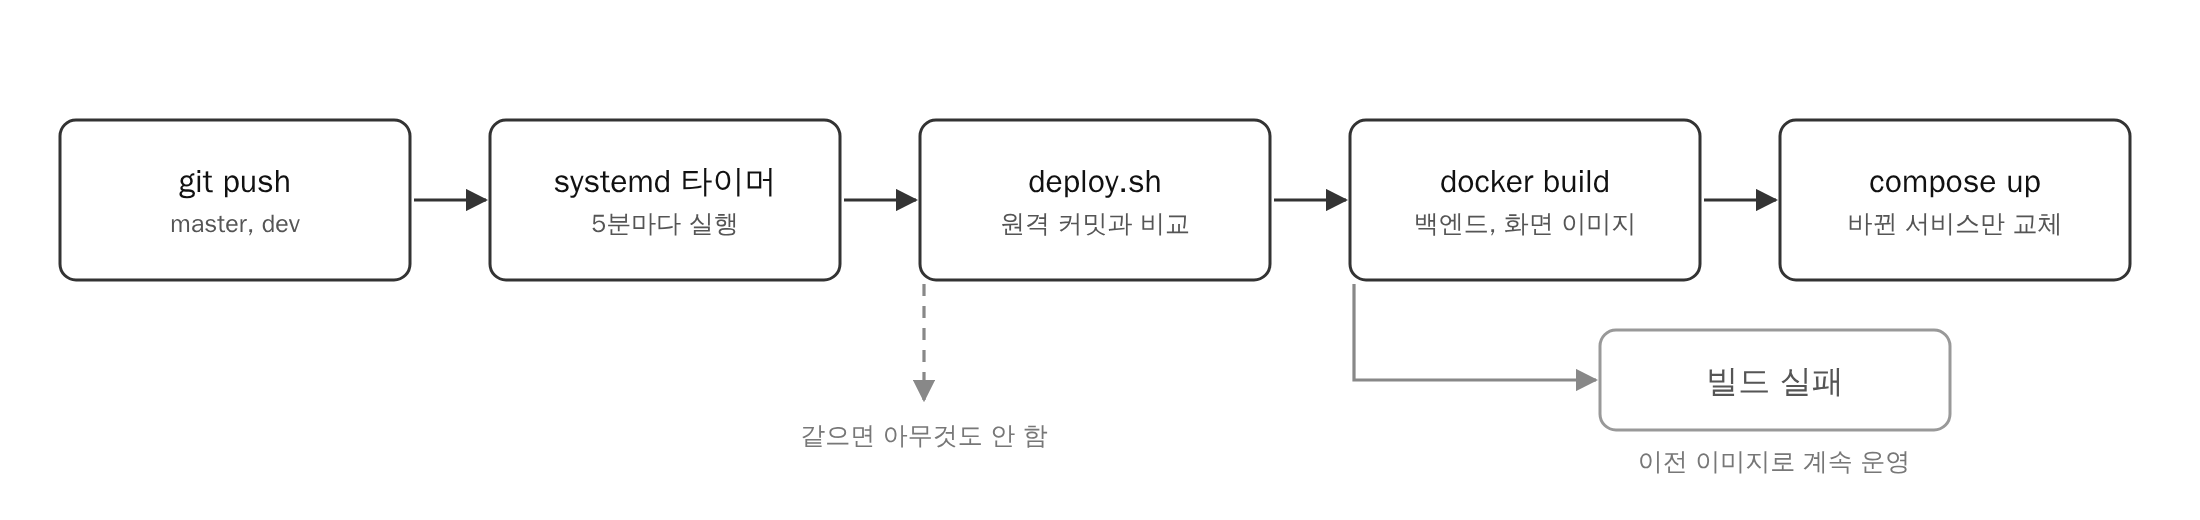 git push
master, dev
systemd 타이머
5분마다 실행
deploy.sh
원격 커밋과 비교
docker build
백엔드, 화면 이미지
compose up
바뀐 서비스만 교체
같으면 아무것도 안 함
빌드 실패
이전 이미지로 계속 운영